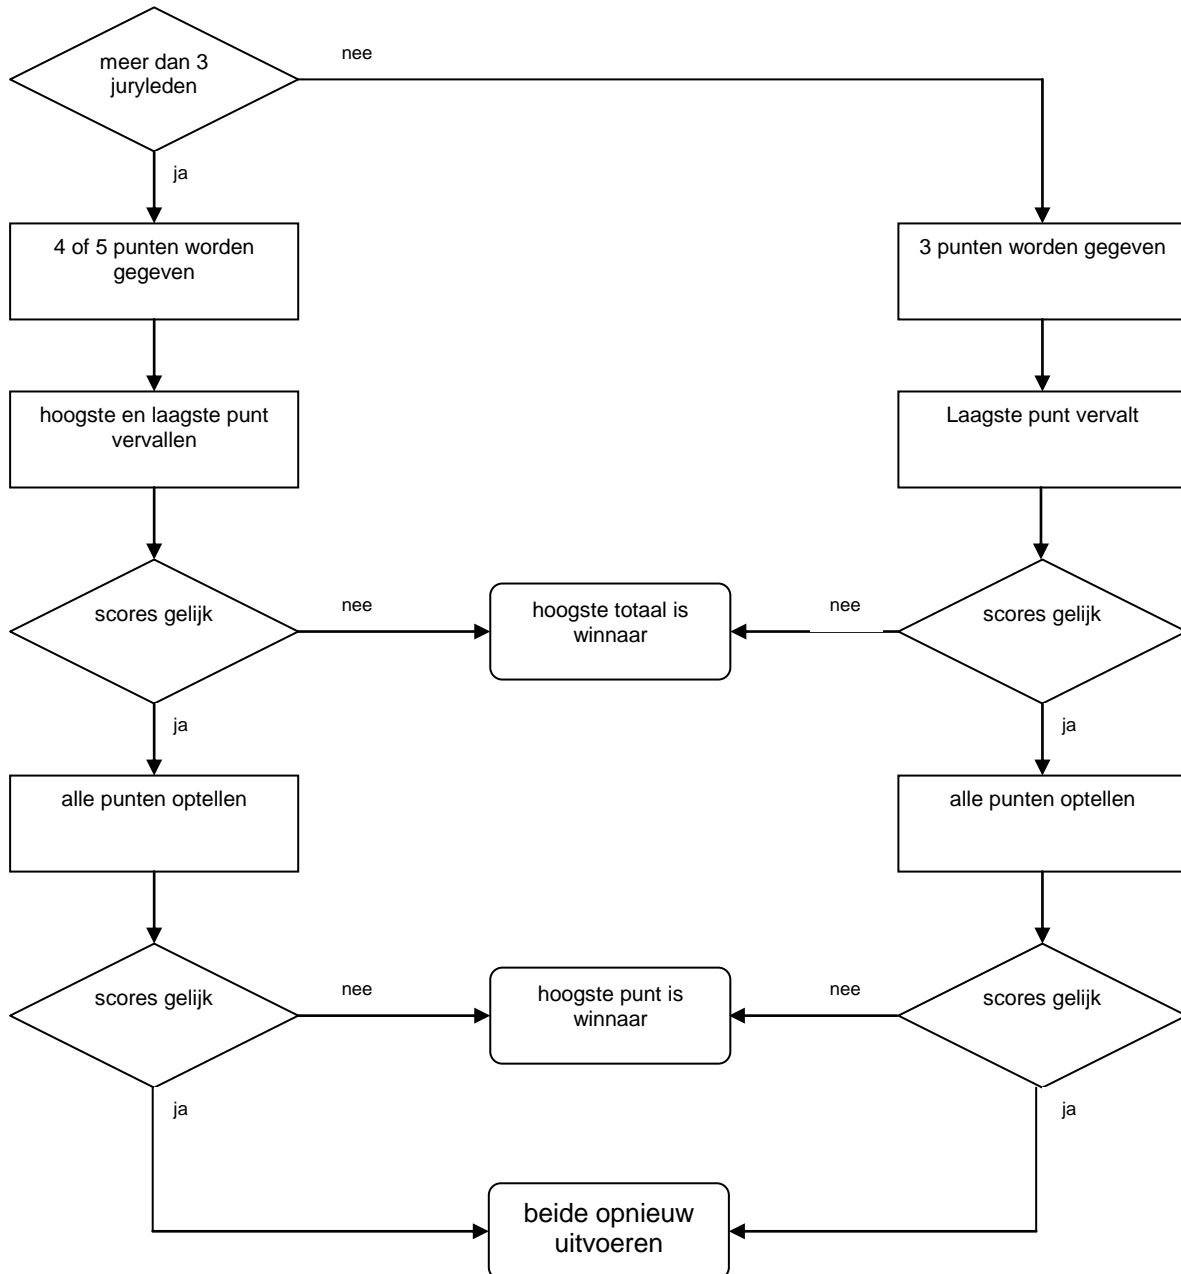 meer dan 3
juryleden
nee
ja
4 of 5 punten worden
gegeven
3 punten worden gegeven
hoogste en laagste punt
vervallen
Laagste punt vervalt
scores gelijk
nee
hoogste totaal is
winnaar
nee
scores gelijk
ja
ja
alle punten optellen
alle punten optellen
scores gelijk
nee
hoogste punt is
winnaar
nee
scores gelijk
ja
ja
beide opnieuw
uitvoeren